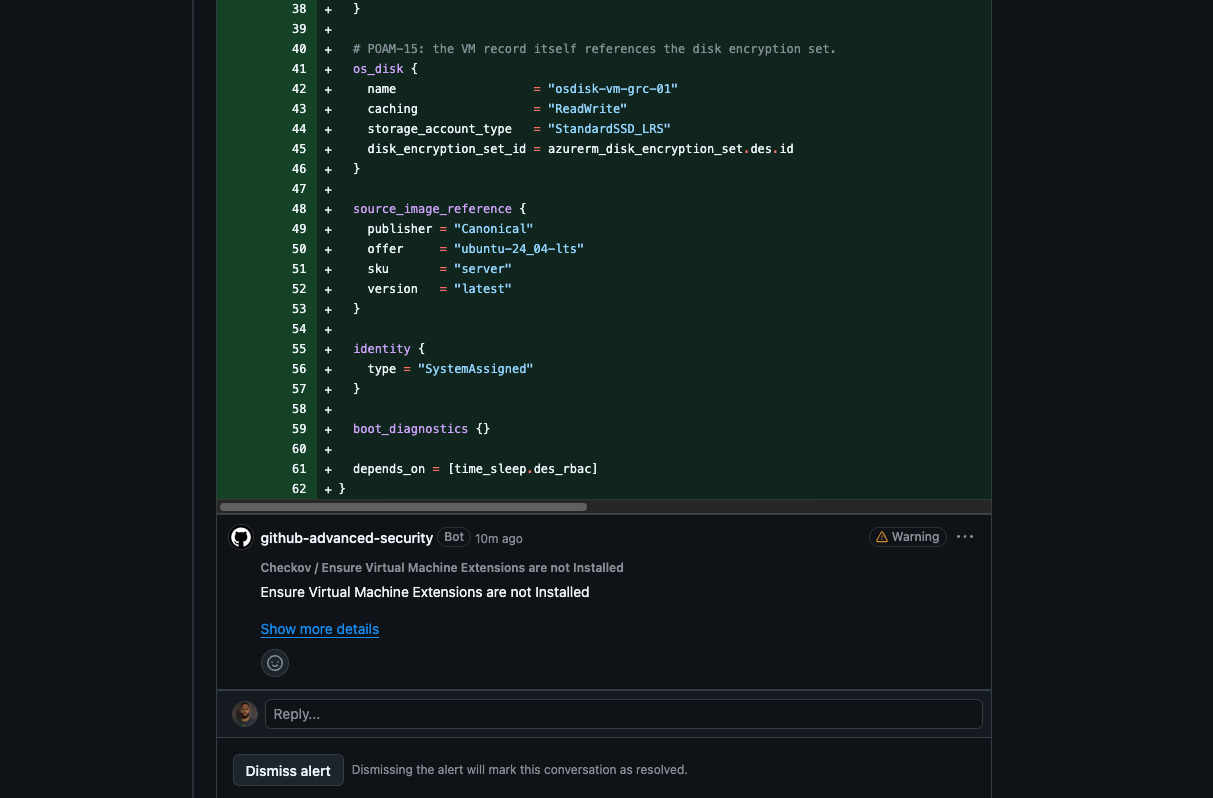 38 + }
39 +
40 + # POAM-15: the VM record itself references the disk encryption set.
41 + os_disk {
42 + name = "osdisk-vm-grc-01"
43 + caching = "ReadWrite"
44 + storage_account_type = "StandardSSD_LRS"
45 + disk_encryption_set_id = azurerm_disk_encryption_set.des.id
46 + }
47 +
48 + source_image_reference {
49 + publisher = "Canonical"
50 + offer = "ubuntu-24_04-lts"
51 + sku = "server"
52 + version = "latest"
53 + }
54 +
55 + identity {
56 + type = "SystemAssigned"
57 + }
58 +
59 + boot_diagnostics {}
60 +
61 + depends_on = [time_sleep.des_rbac]
62 + }
github-advanced-security Bot 10m ago Warning ...
Checkov / Ensure Virtual Machine Extensions are not Installed
Ensure Virtual Machine Extensions are not Installed
Show more details
Reply...
Dismiss alert Dismissing the alert will mark this conversation as resolved.